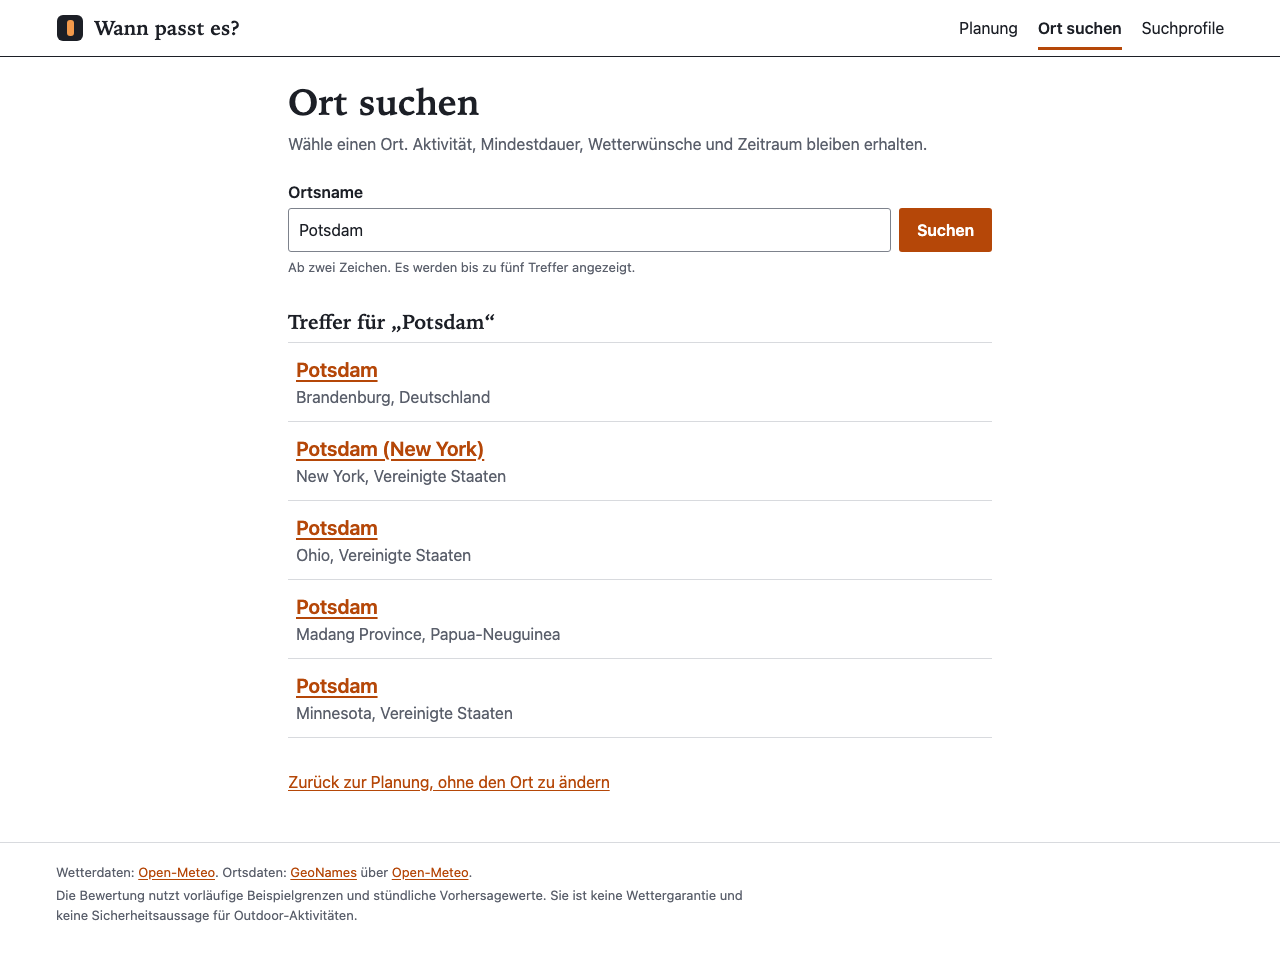 Wann passt es?
Planung
Ort suchen
Suchprofile
Ort suchen
Wähle einen Ort. Aktivität, Mindestdauer, Wetterwünsche und Zeitraum bleiben erhalten.
Ortsname
Potsdam
Suchen
Ab zwei Zeichen. Es werden bis zu fünf Treffer angezeigt.
Treffer für „Potsdam“
Potsdam
Brandenburg, Deutschland
Potsdam (New York)
New York, Vereinigte Staaten
Potsdam
Ohio, Vereinigte Staaten
Potsdam
Madang Province, Papua-Neuguinea
Potsdam
Minnesota, Vereinigte Staaten
Zurück zur Planung, ohne den Ort zu ändern
Wetterdaten: Open-Meteo. Ortsdaten: GeoNames über Open-Meteo.
Die Bewertung nutzt vorläufige Beispielgrenzen und stündliche Vorhersagewerte. Sie ist keine Wettergarantie und
keine Sicherheitsaussage für Outdoor-Aktivitäten.